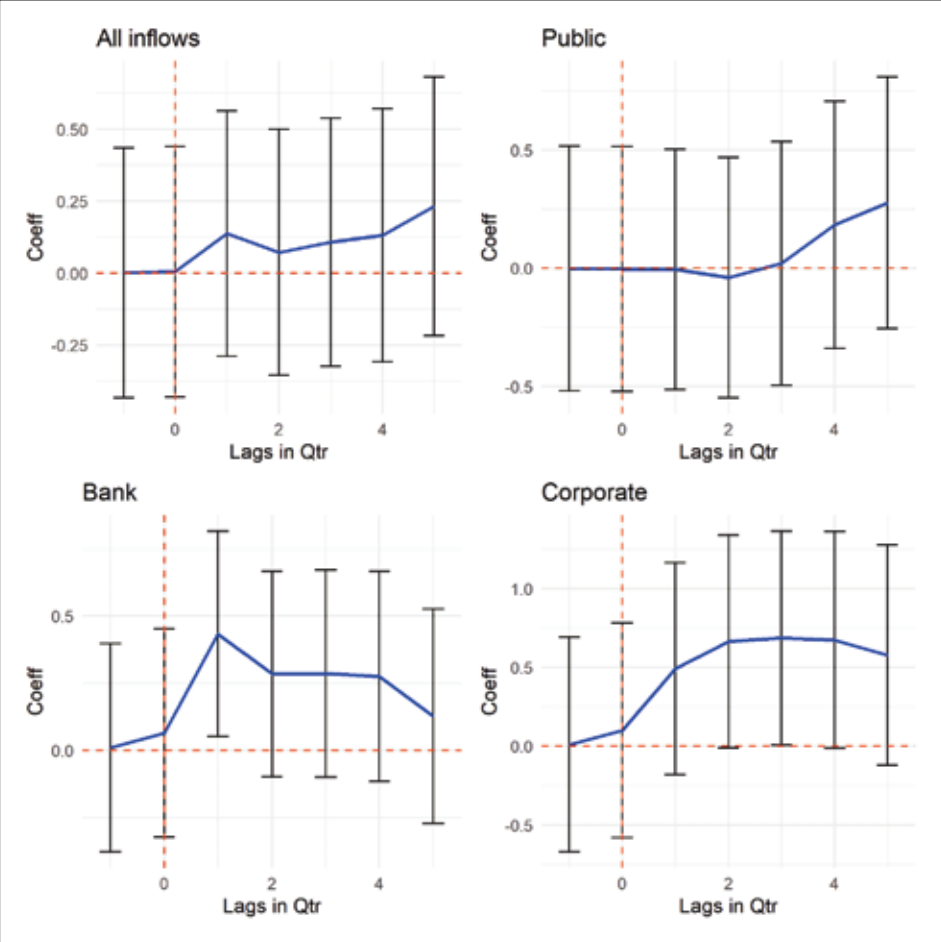 All inflows
Coeff
0.50
0.25
0.00
-0.25
0 2 4
Lags in Qtr
Public
Coeff
0.5
0.0
-0.5
0 2 4
Lags in Qtr
Bank
Coeff
0.5
0.0
0 2 4
Lags in Qtr
Corporate
Coeff
1.0
0.5
0.0
-0.5
0 2 4
Lags in Qtr